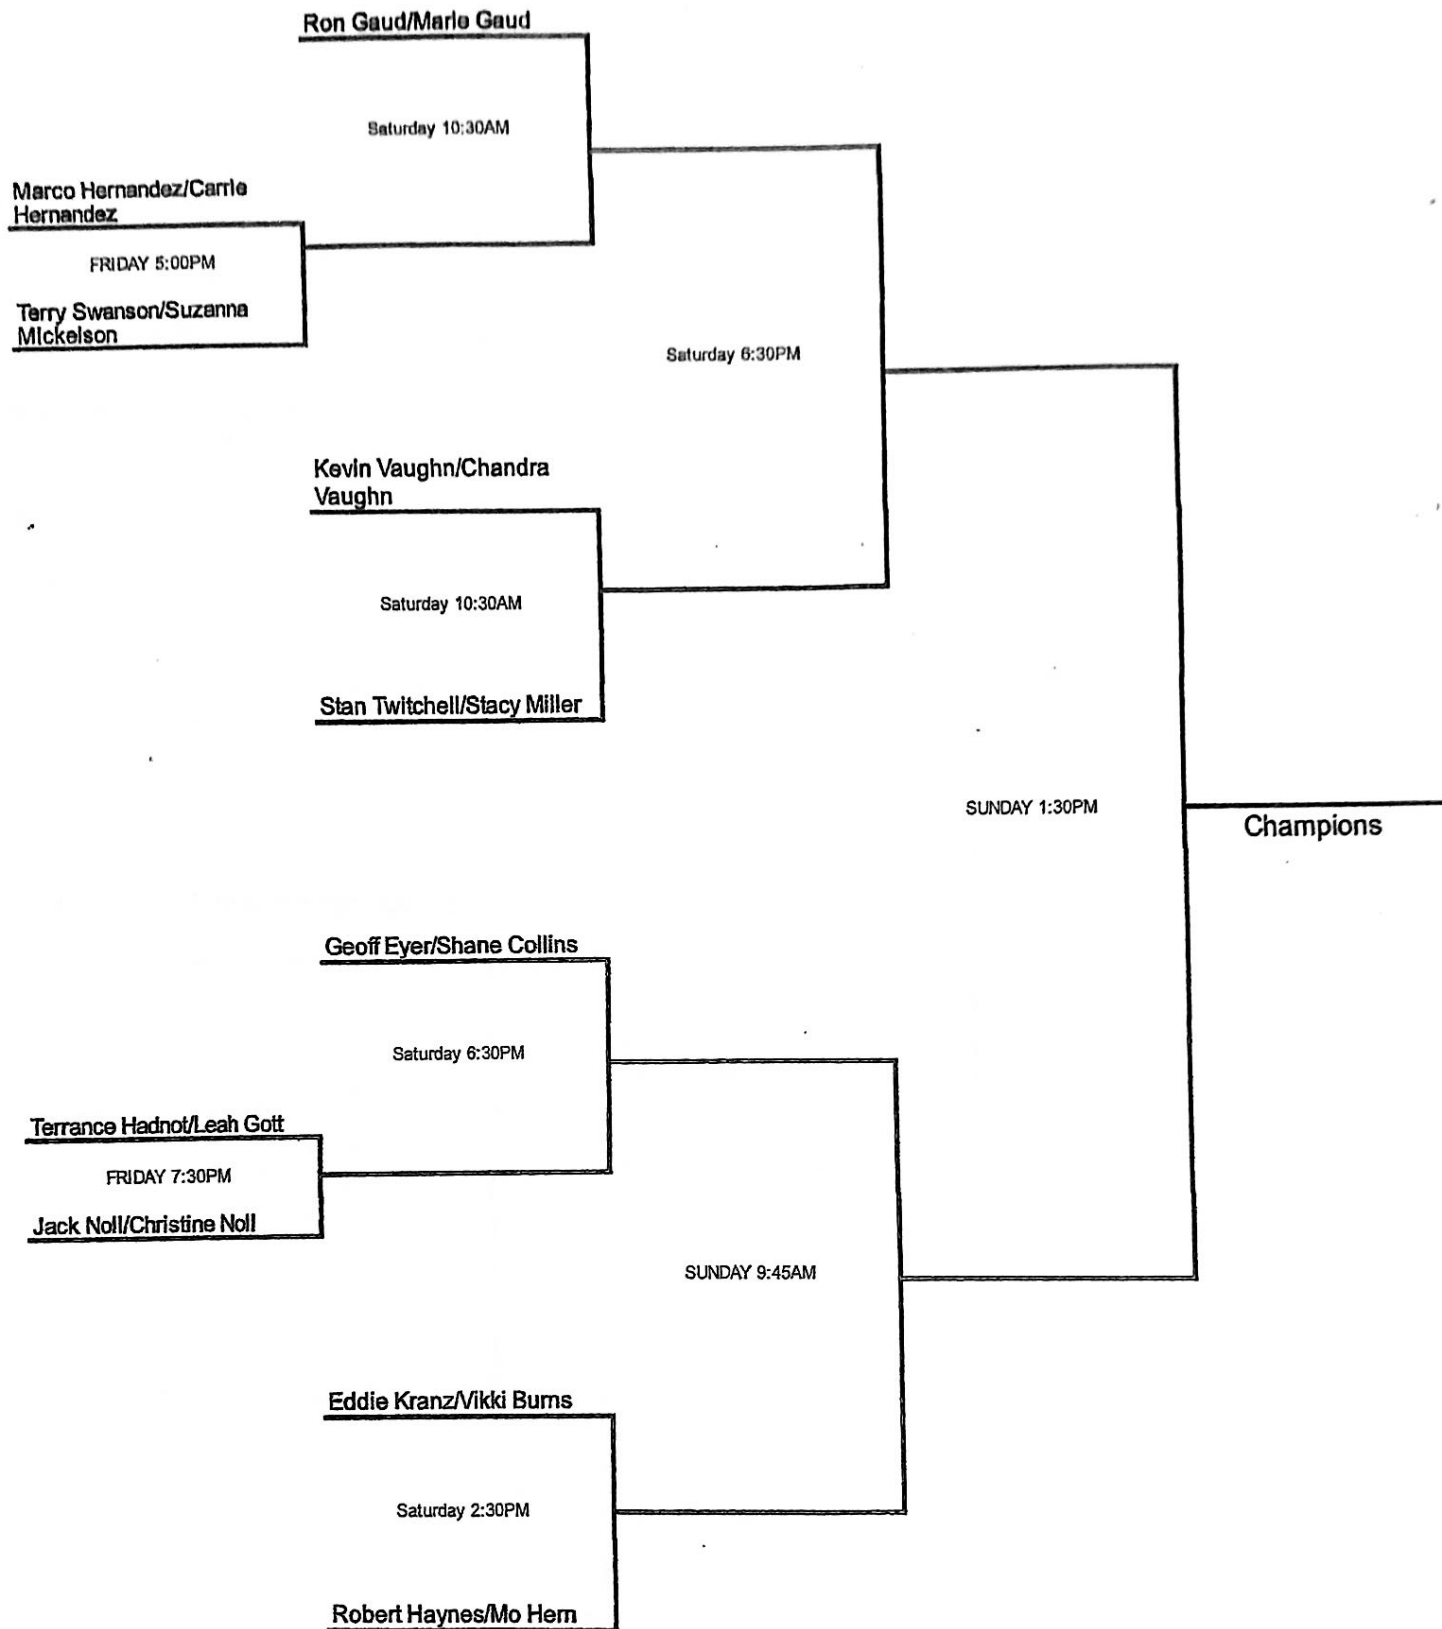 Ron Gaud/Marie Gaud
Saturday 10:30AM
Marco Hernandez/Carrie
Hernandez
FRIDAY 5:00PM
Terry Swanson/Suzanna
Mickelson
Saturday 6:30PM
Kevin Vaughn/Chandra
Vaughn
Saturday 10:30AM
Stan Twitchell/Stacy Miller
SUNDAY 1:30PM
Champions
Geoff Eyer/Shane Collins
Saturday 6:30PM
Terrance Hadnot/Leah Gott
FRIDAY 7:30PM
Jack Noll/Christine Noll
SUNDAY 9:45AM
Eddie Kranz/Vikki Burns
Saturday 2:30PM
Robert Haynes/Mo Hern